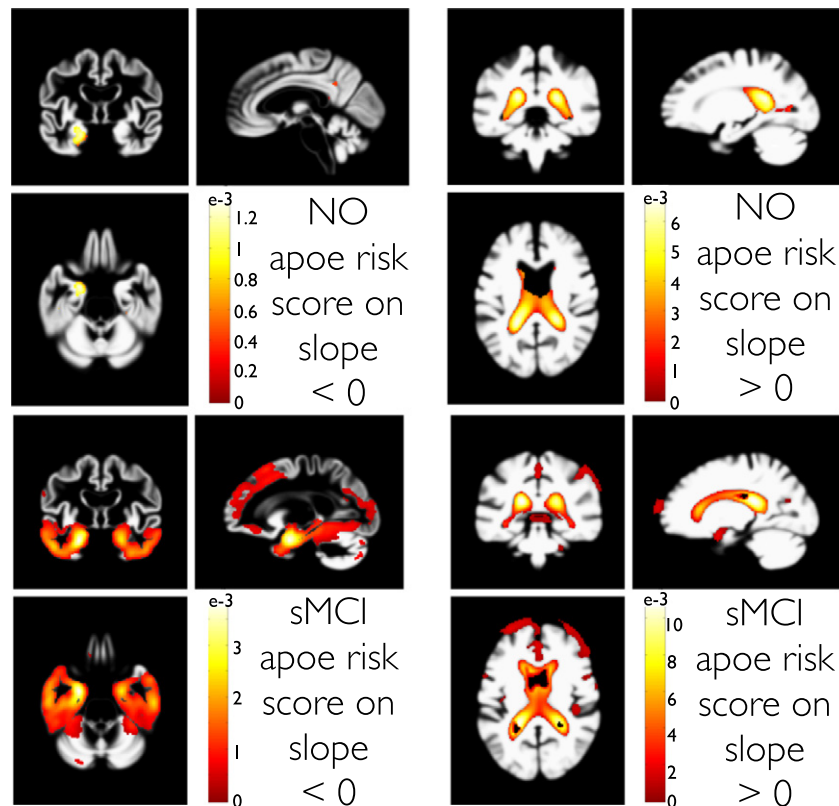 e-3
1.2
1
0.8
0.6
0.4
0.2
0
NO
apoe risk
score on
slope
< 0
e-3
6
5
4
3
2
1
0
NO
apoe risk
score on
slope
> 0
e-3
3
2
1
0
sMCI
apoe risk
score on
slope
< 0
e-3
10
8
6
4
2
0
sMCI
apoe risk
score on
slope
> 0